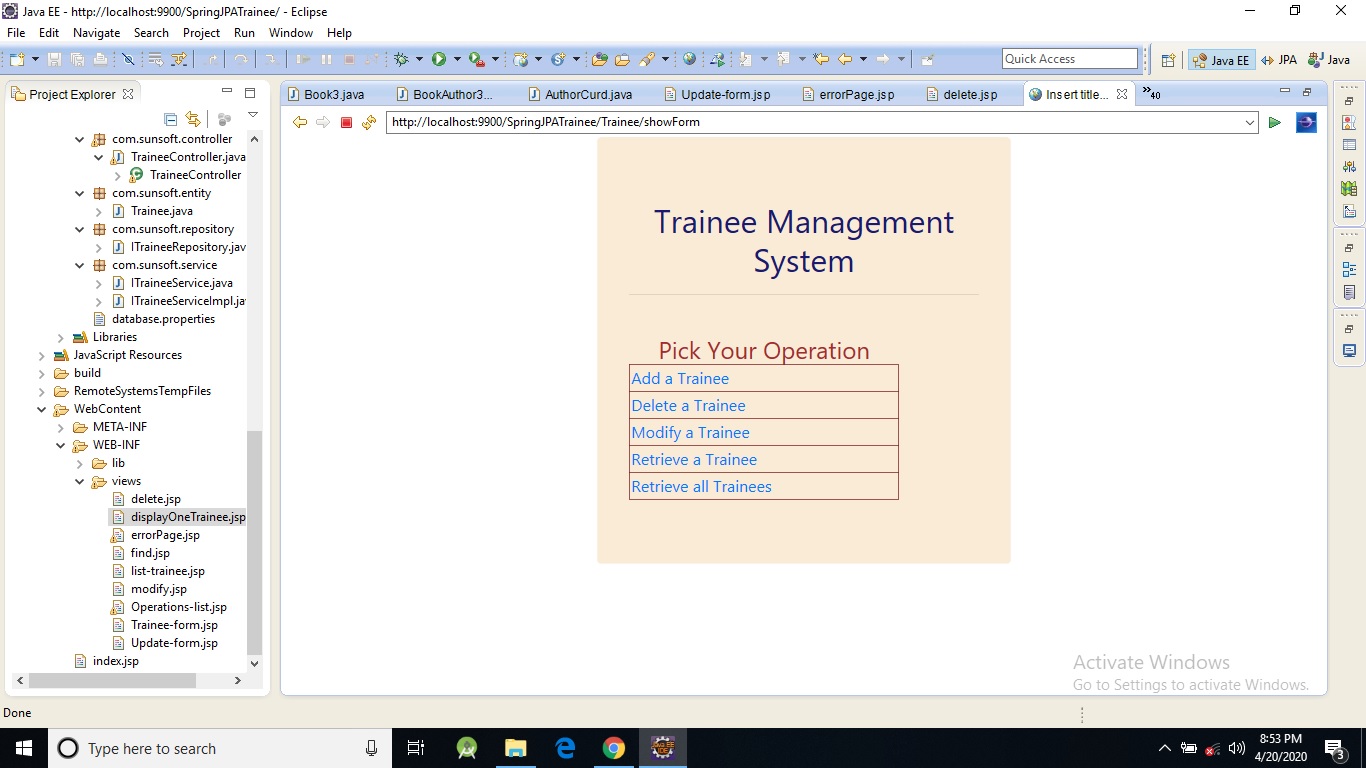 Java EE - http://localhost:9900/SpringJPATrainee/ - Eclipse
File Edit Navigate Search Project Run Window Help
Quick Access
Java EE JPA Java
Project Explorer
com.sunsoft.controller
TraineeController.java
TraineeController
com.sunsoft.entity
Trainee.java
com.sunsoft.repository
ITraineeRepository.jav
com.sunsoft.service
ITraineeService.java
ITraineeServiceImpl.ja
database.properties
Libraries
JavaScript Resources
build
RemoteSystemsTempFiles
WebContent
META-INF
WEB-INF
lib
views
delete.jsp
displayOneTrainee.jsp
errorPage.jsp
find.jsp
list-trainee.jsp
modify.jsp
Operations-list.jsp
Trainee-form.jsp
Update-form.jsp
index.jsp
Book3.java BookAuthor3... AuthorCurd.java Update-form.jsp errorPage.jsp delete.jsp Insert title... »40
http://localhost:9900/SpringJPATrainee/Trainee/showForm
Trainee Management
System
Pick Your Operation
Add a Trainee
Delete a Trainee
Modify a Trainee
Retrieve a Trainee
Retrieve all Trainees
Activate Windows
Go to Settings to activate Windows.
Done
Type here to search
8:53 PM
4/20/2020
3